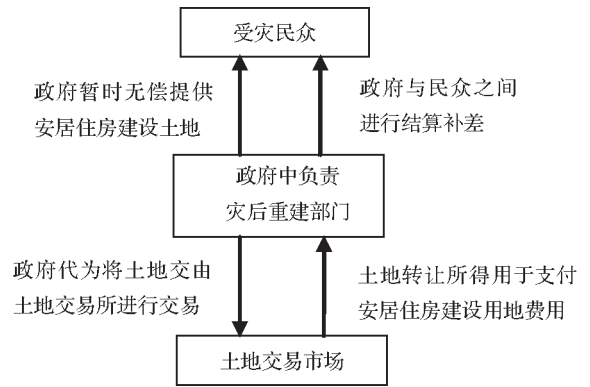 受灾民众
政府暂时无偿提供
安居住房建设土地
政府与民众之间
进行结算补差
政府中负责
灾后重建部门
政府代为将土地交由
土地交易所进行交易
土地转让所得用于支付
安居住房建设用地费用
土地交易市场